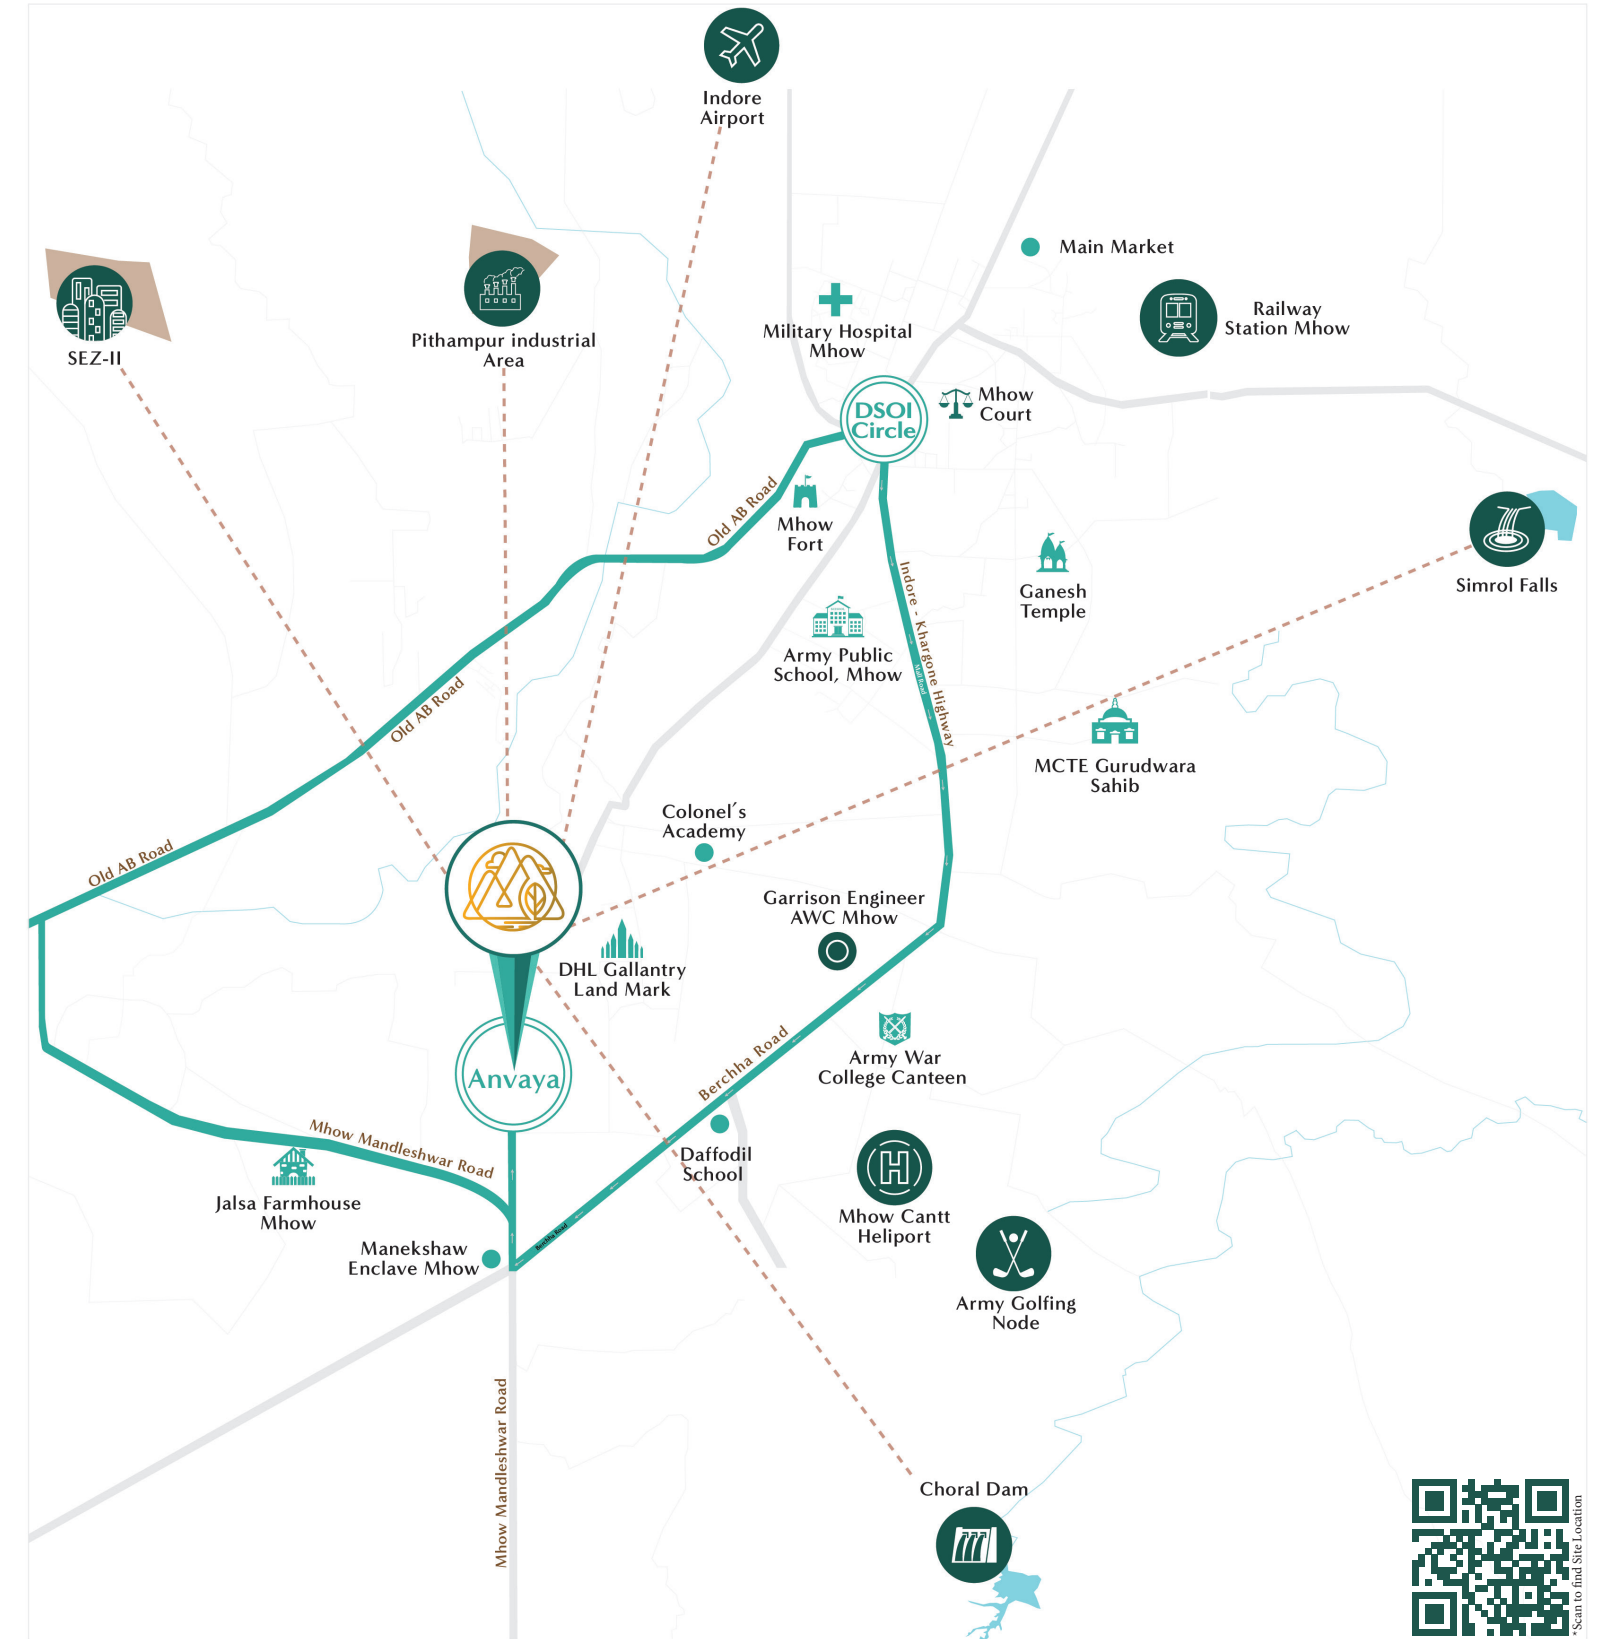 Indore
Airport
Main Market
Railway
Station Mhow
Military Hospital
Mhow
Pithampur industrial
Area
SEZ-II
Mhow
Court
DSOI
Circle
Old AB Road
Mhow
Fort
Simrol Falls
Ganesh
Temple
Indore - Khargone Highway
Mall Road
Army Public
School, Mhow
Old AB Road
MCTE Gurudwara
Sahib
Colonel´s
Academy
Old AB Road
Garrison Engineer
AWC Mhow
DHL Gallantry
Land Mark
Berchha Road
Army War
College Canteen
Anvaya
Mhow Mandleshwar Road
Daffodil
School
Jalsa Farmhouse
Mhow
Mhow Cantt
Heliport
Berchha Road
Manekshaw
Enclave Mhow
Army Golfing
Node
Mhow Mandleshwar Road
Choral Dam
H
*Scan to find Site Location